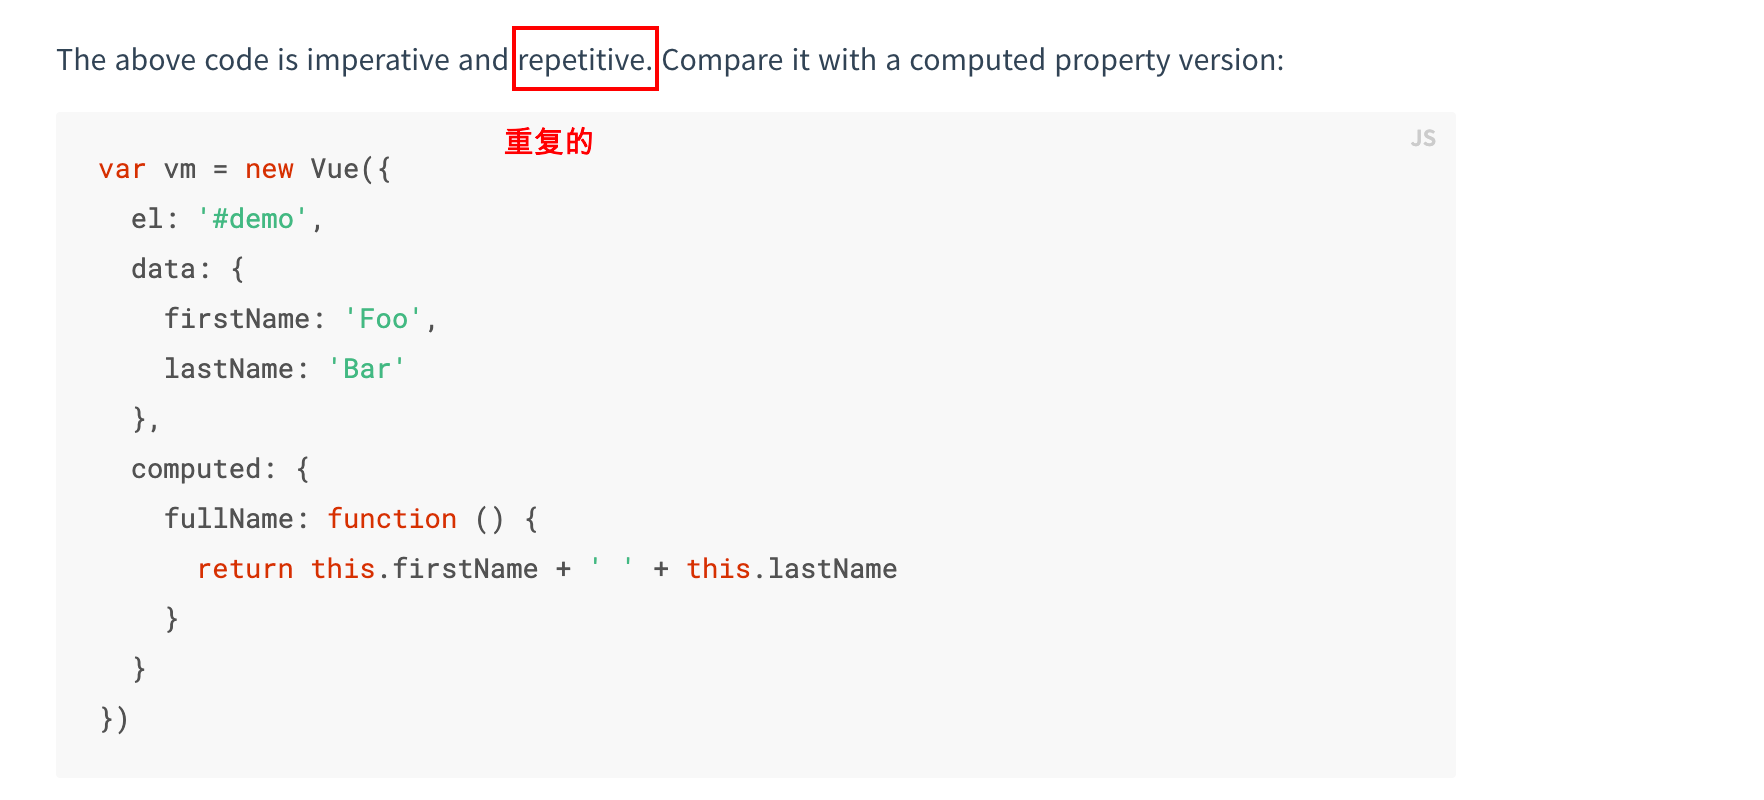 The above code is imperative and repetitive. Compare it with a computed property version:
重复的
JS
var vm = new Vue({
  el: '#demo',
  data: {
    firstName: 'Foo',
    lastName: 'Bar'
  },
  computed: {
    fullName: function () {
      return this.firstName + ' ' + this.lastName
    }
  }
})